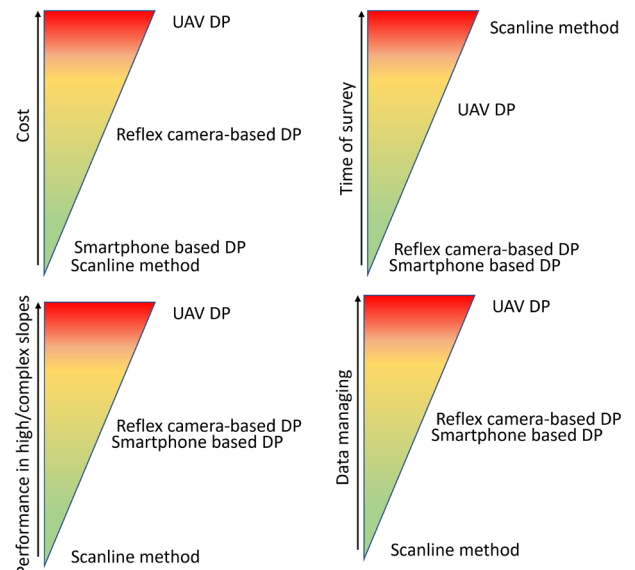 Cost
UAV DP
Reflex camera-based DP
Smartphone based DP
Scanline method
Time of survey
Scanline method
UAV DP
Reflex camera-based DP
Smartphone based DP
Performance in high/complex slopes
UAV DP
Reflex camera-based DP
Smartphone based DP
Scanline method
Data managing
UAV DP
Reflex camera-based DP
Smartphone based DP
Scanline method